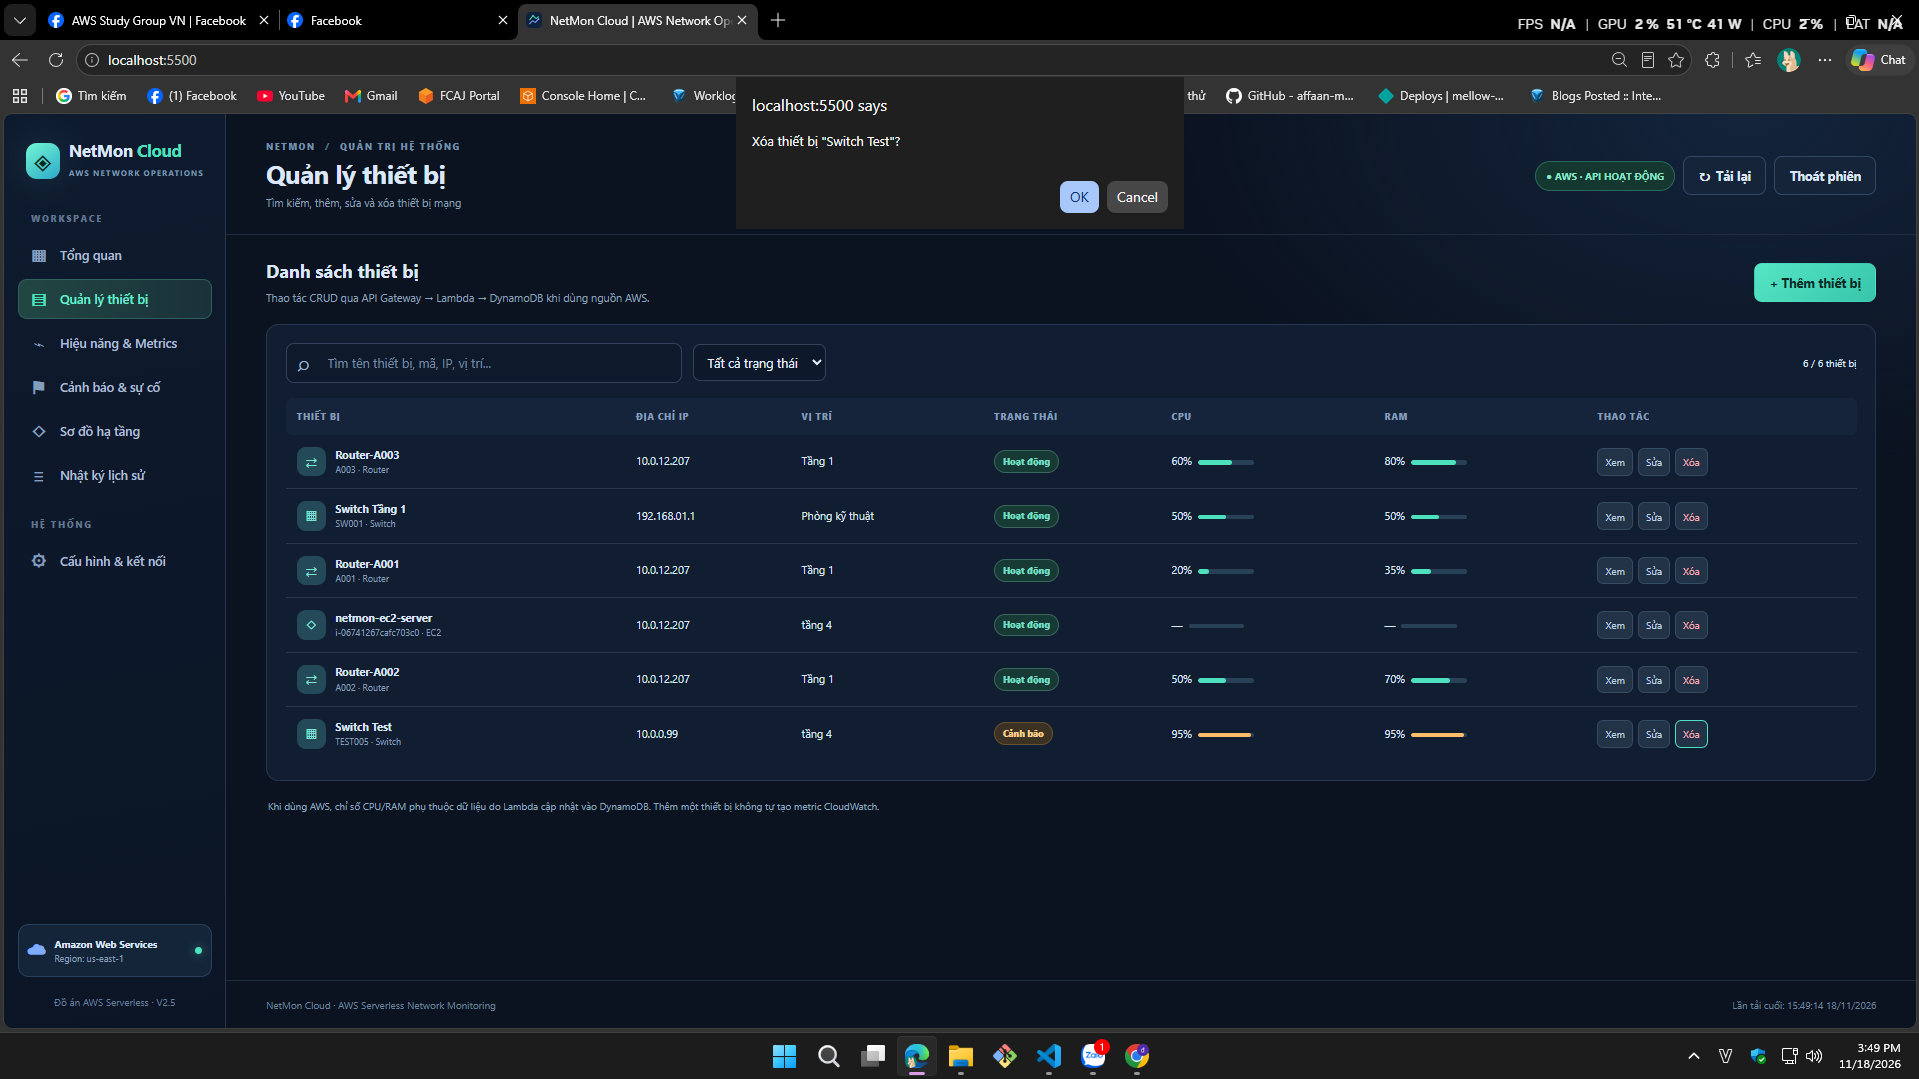 AWS Study Group VN | Facebook
Facebook
NetMon Cloud | AWS Network Op
FPS N/A | GPU 2 % 51 °C 41 W | CPU 2 % | BAT N/A
localhost:5500
Chat
Tìm kiếm
(1) Facebook
YouTube
Gmail
FCAJ Portal
Console Home | C...
Worklog
thứ
GitHub - affaan-m...
Deploys | mellow-...
Blogs Posted :: Inte...
localhost:5500 says
Xóa thiết bị "Switch Test"?
OK
Cancel
NetMon Cloud
AWS NETWORK OPERATIONS
WORKSPACE
Tổng quan
Quản lý thiết bị
Hiệu năng & Metrics
Cảnh báo & sự cố
Sơ đồ hạ tầng
Nhật ký lịch sử
HỆ THỐNG
Cấu hình & kết nối
Amazon Web Services
Region: us-east-1
Đồ án AWS Serverless · V2.5
NETMON / QUẢN TRỊ HỆ THỐNG
Quản lý thiết bị
Tìm kiếm, thêm, sửa và xóa thiết bị mạng
• AWS · API HOẠT ĐỘNG
↻ Tải lại
Thoát phiên
Danh sách thiết bị
Thao tác CRUD qua API Gateway → Lambda → DynamoDB khi dùng nguồn AWS.
+ Thêm thiết bị
Tìm tên thiết bị, mã, IP, vị trí...
Tất cả trạng thái
6 / 6 thiết bị
THIẾT BỊ ĐỊA CHỈ IP VỊ TRÍ TRẠNG THÁI CPU RAM THAO TÁC
Router-A003
A003 · Router
10.0.12.207 Tầng 1 Hoạt động 60% 80% Xem Sửa Xóa
Switch Tầng 1
SW001 · Switch
192.168.01.1 Phòng kỹ thuật Hoạt động 50% 50% Xem Sửa Xóa
Router-A001
A001 · Router
10.0.12.207 Tầng 1 Hoạt động 20% 35% Xem Sửa Xóa
netmon-ec2-server
i-06741267cafc703c0 · EC2
10.0.12.207 tầng 4 Hoạt động — — Xem Sửa Xóa
Router-A002
A002 · Router
10.0.12.207 Tầng 1 Hoạt động 50% 70% Xem Sửa Xóa
Switch Test
TEST005 · Switch
10.0.0.99 tầng 4 Cảnh báo 95% 95% Xem Sửa Xóa
Khi dùng AWS, chỉ số CPU/RAM phụ thuộc dữ liệu do Lambda cập nhật vào DynamoDB. Thêm một thiết bị không tự tạo metric CloudWatch.
NetMon Cloud · AWS Serverless Network Monitoring
Lần tải cuối: 15:49:14 18/11/2026
Zalo
1
V
3:49 PM
11/18/2026